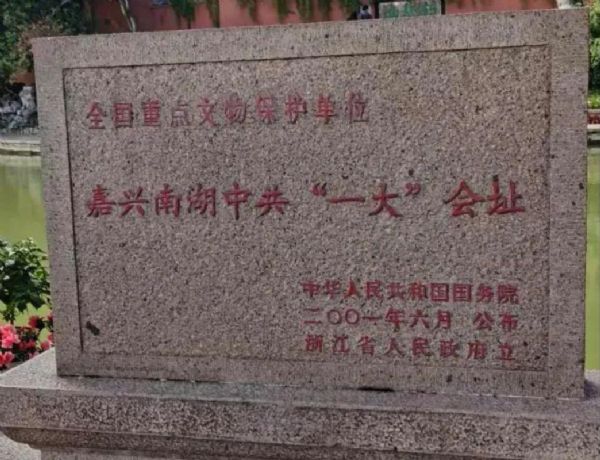 全国重点文物保护单位
嘉兴南湖中共“一大”会址
中华人民共和国国务院
二〇〇一年六月 公布
浙江省人民政府立